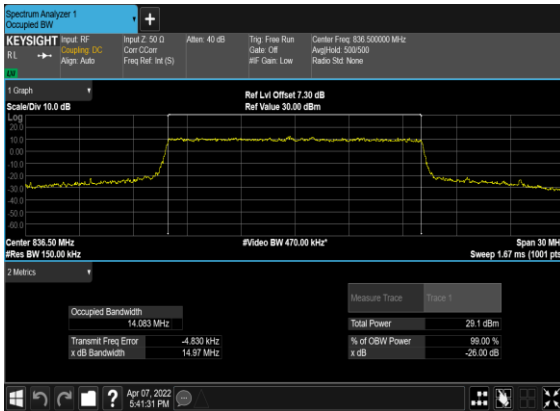 Spectrum Analyzer 1
Occupied BW
KEYSIGHT
RL
Input: RF
Coupling: DC
Align: Auto
Input Z: 50 Ω
Corr CCorr
Freq Ref: Int (S)
Atten: 40 dB
Trig: Free Run
Gate: Off
#IF Gain: Low
Center Freq: 836.500000 MHz
Avg|Hold: 500/500
Radio Std: None
1 Graph
Scale/Div 10.0 dB
Ref Lvl Offset 7.30 dB
Ref Value 30.00 dBm
Log
20.0
10.0
0.00
-10.0
-20.0
-30.0
-40.0
-50.0
-60.0
Center 836.50 MHz
#Video BW 470.00 kHz*
Span 30 MH
#Res BW 150.00 kHz
Sweep 1.67 ms (1001 pts
2 Metrics
Measure Trace
Trace 1
Occupied Bandwidth
14.083 MHz
Total Power
29.1 dBm
Transmit Freq Error
-4.830 kHz
% of OBW Power
99.00 %
x dB Bandwidth
14.97 MHz
x dB
-26.00 dB
?
Apr 07, 2022
5:41:31 PM